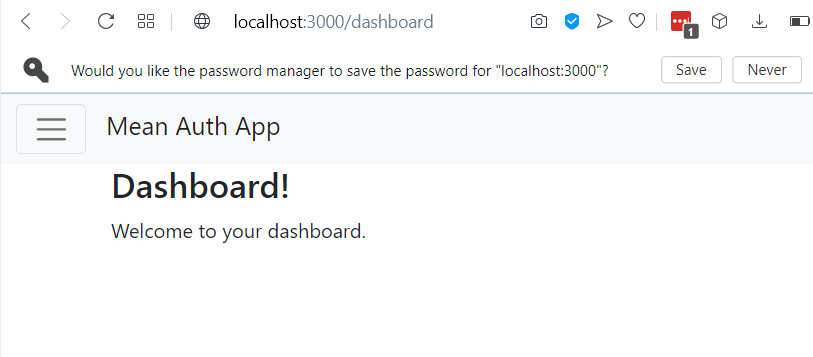 localhost:3000/dashboard
1
Would you like the password manager to save the password for "localhost:3000"? Save Never
Mean Auth App
Dashboard!
Welcome to your dashboard.